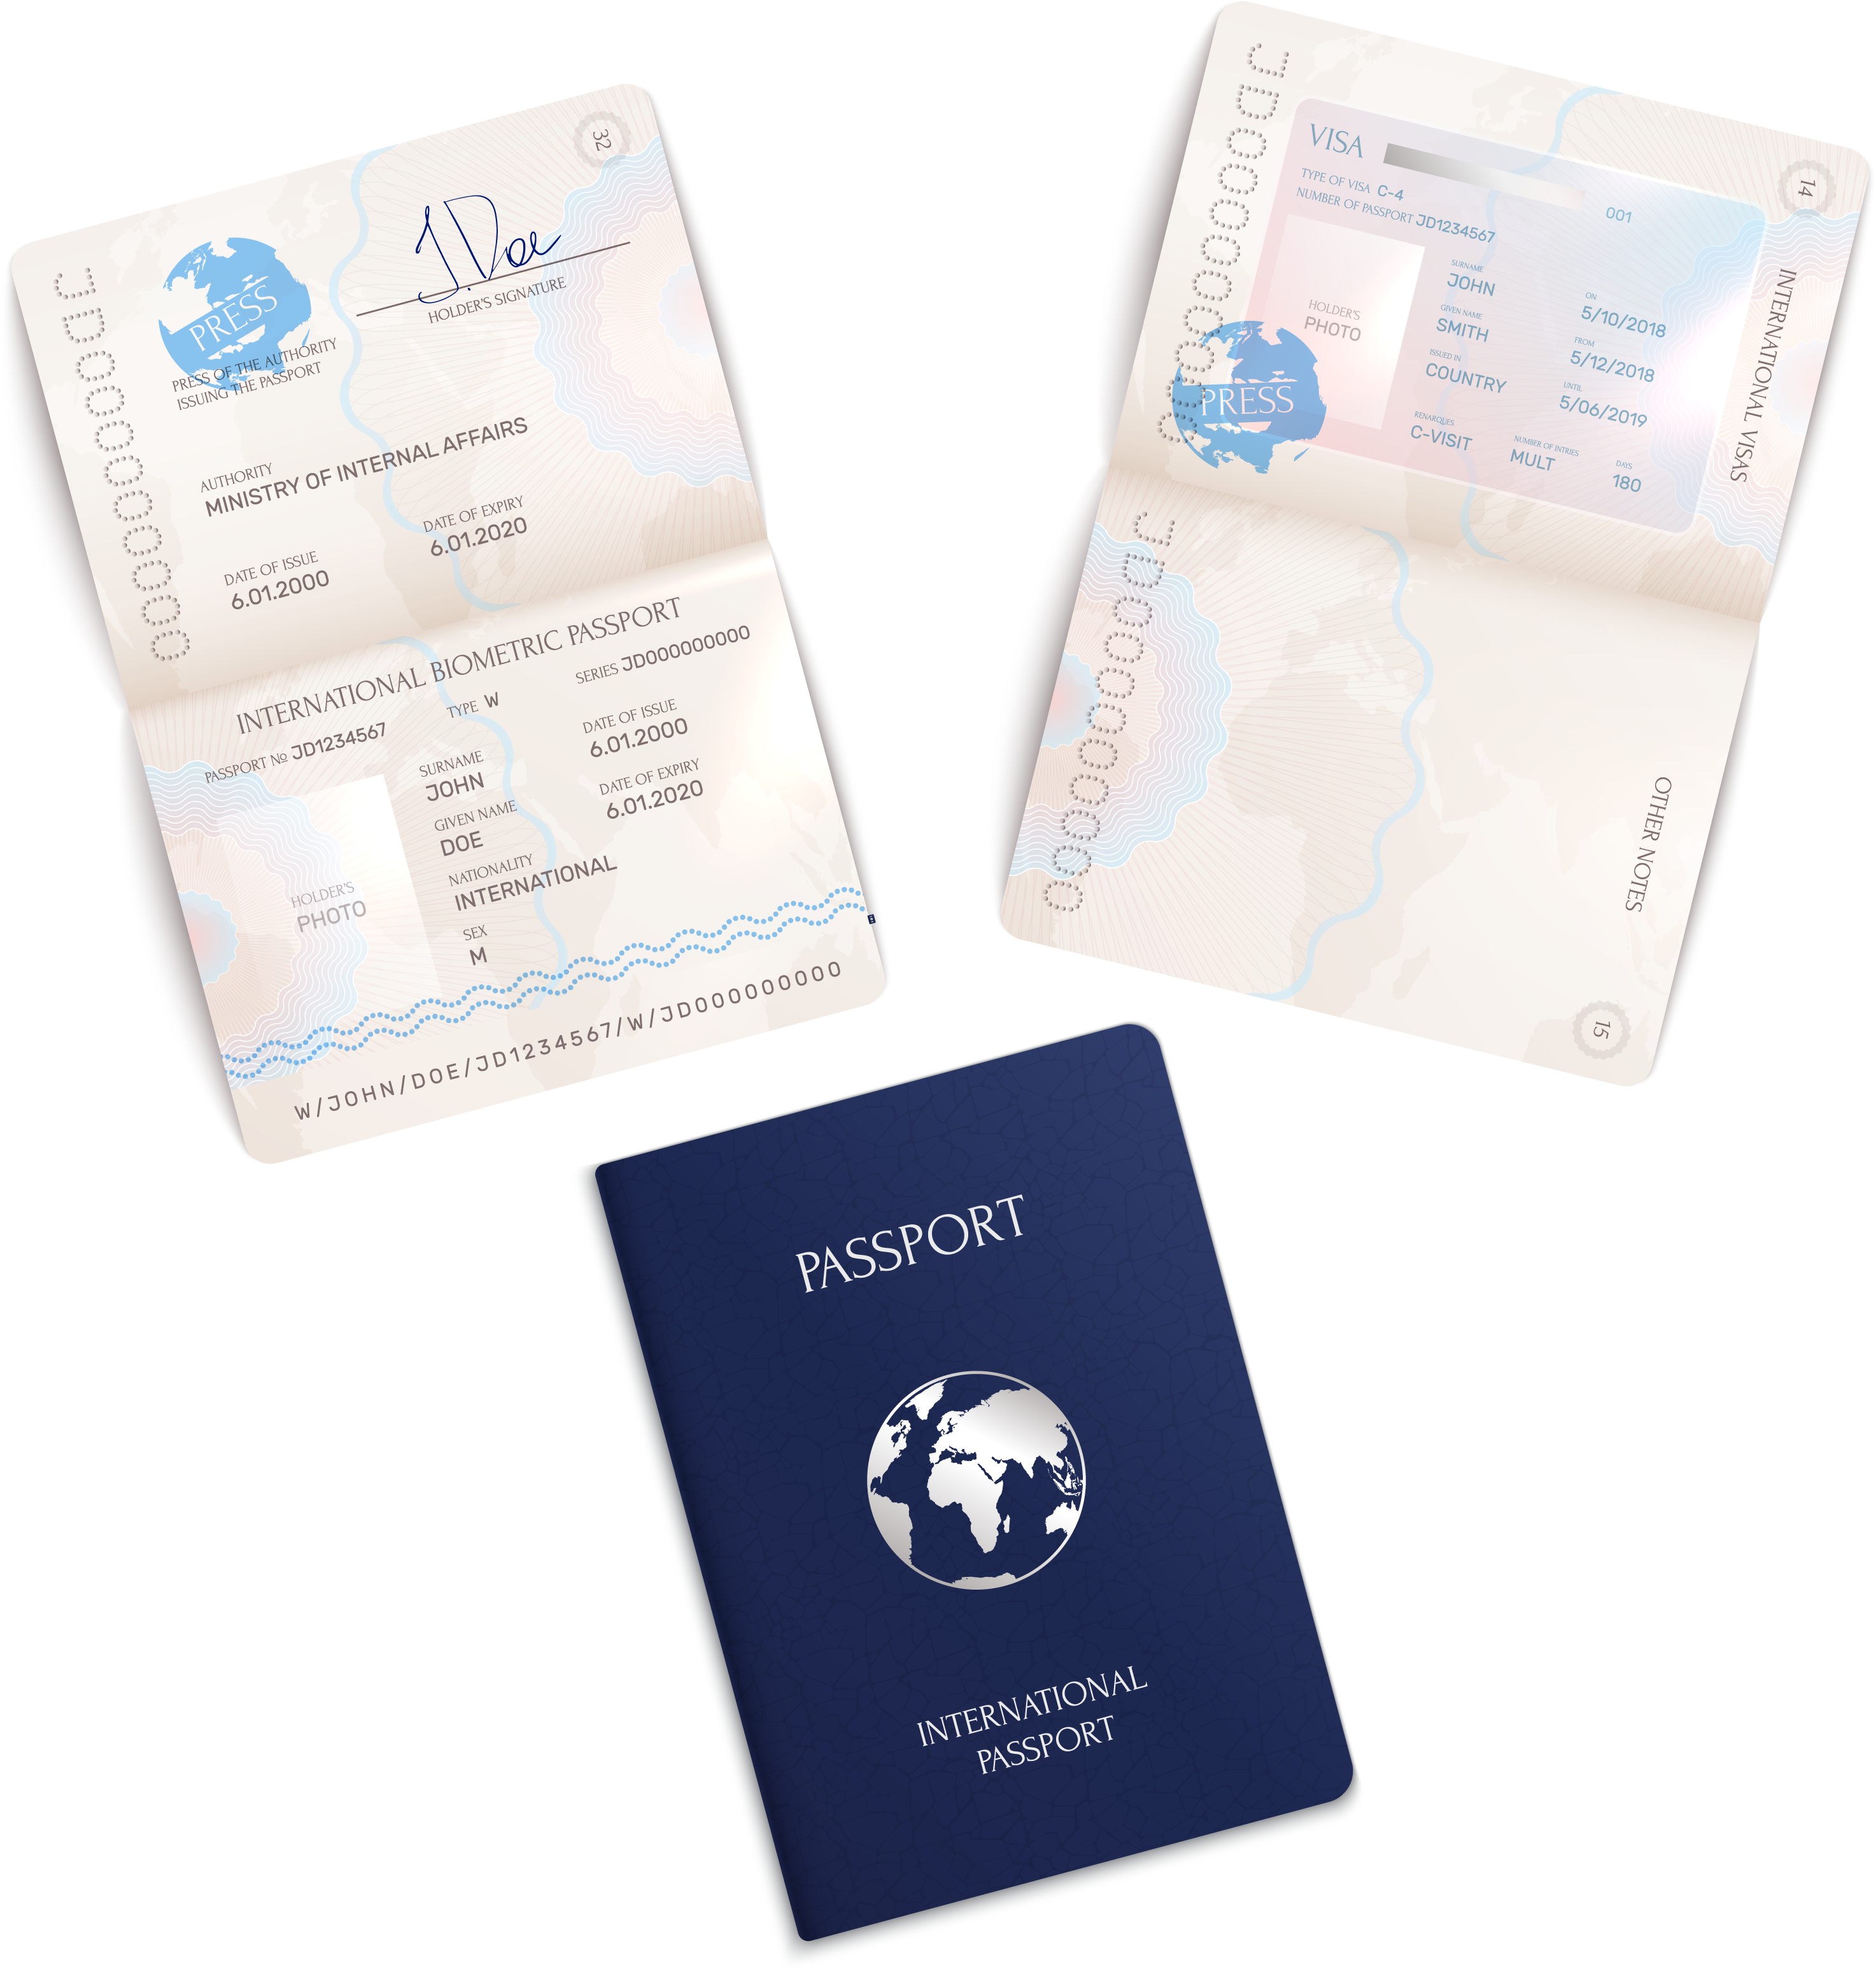 32
JD000000000
PRESS
PRESS OF THE AUTHORITY
ISSUING THE PASSPORT
J.Doe
HOLDER'S SIGNATURE
AUTHORITY
MINISTRY OF INTERNAL AFFAIRS
DATE OF ISSUE
6.01.2000
DATE OF EXPIRY
6.01.2020
INTERNATIONAL BIOMETRIC PASSPORT
PASSPORT № JD1234567
TYPE W
SERIES JD000000000
HOLDER'S
PHOTO
SURNAME
JOHN
GIVEN NAME
DOE
NATIONALITY
INTERNATIONAL
SEX
M
DATE OF ISSUE
6.01.2000
DATE OF EXPIRY
6.01.2020
W/JOHN/DOE/JD1234567/W/JD000000000
14
JD000000000
INTERNATIONAL VISAS
VISA
001
TYPE OF VISA C-4
NUMBER OF PASSPORT JD1234567
HOLDER'S
PHOTO
PRESS
SURNAME
JOHN
GIVEN NAME
SMITH
ISSUED IN
COUNTRY
RENARQUES
C-VISIT
ON
5/10/2018
FROM
5/12/2018
UNTIL
5/06/2019
NUMBER OF INTRIES
MULT
DAYS
180
JD000000000
OTHER NOTES
15
PASSPORT
INTERNATIONAL
PASSPORT